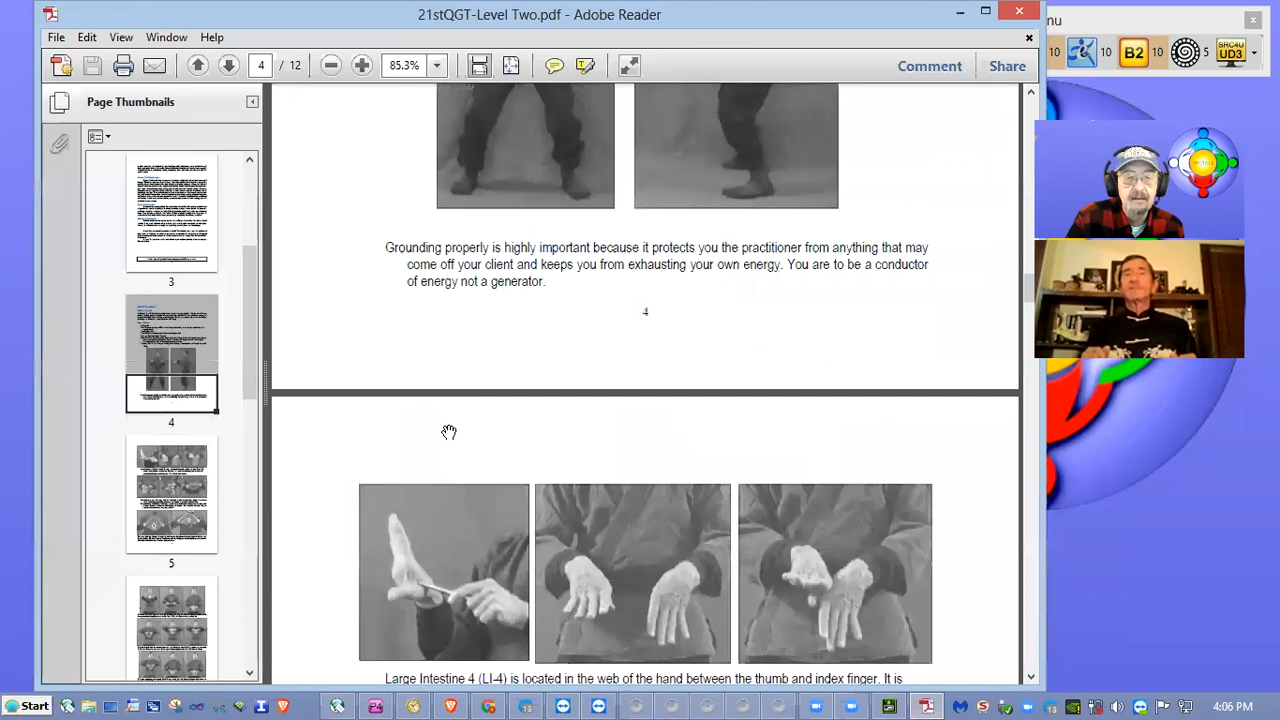 21stQGT-Level Two.pdf - Adobe Reader
nu
File Edit View Window Help
4 / 12 85.3% Comment Share
10 10 B2 10 5 SRC4U UD3
Page Thumbnails
3
4
5
Grounding properly is highly important because it protects you the practitioner from anything that may
come off your client and keeps you from exhausting your own energy. You are to be a conductor
of energy not a generator.
4
Large Intestine 4 (LI-4) is located in the web of the hand between the thumb and index finger. It is
Start
4:06 PM